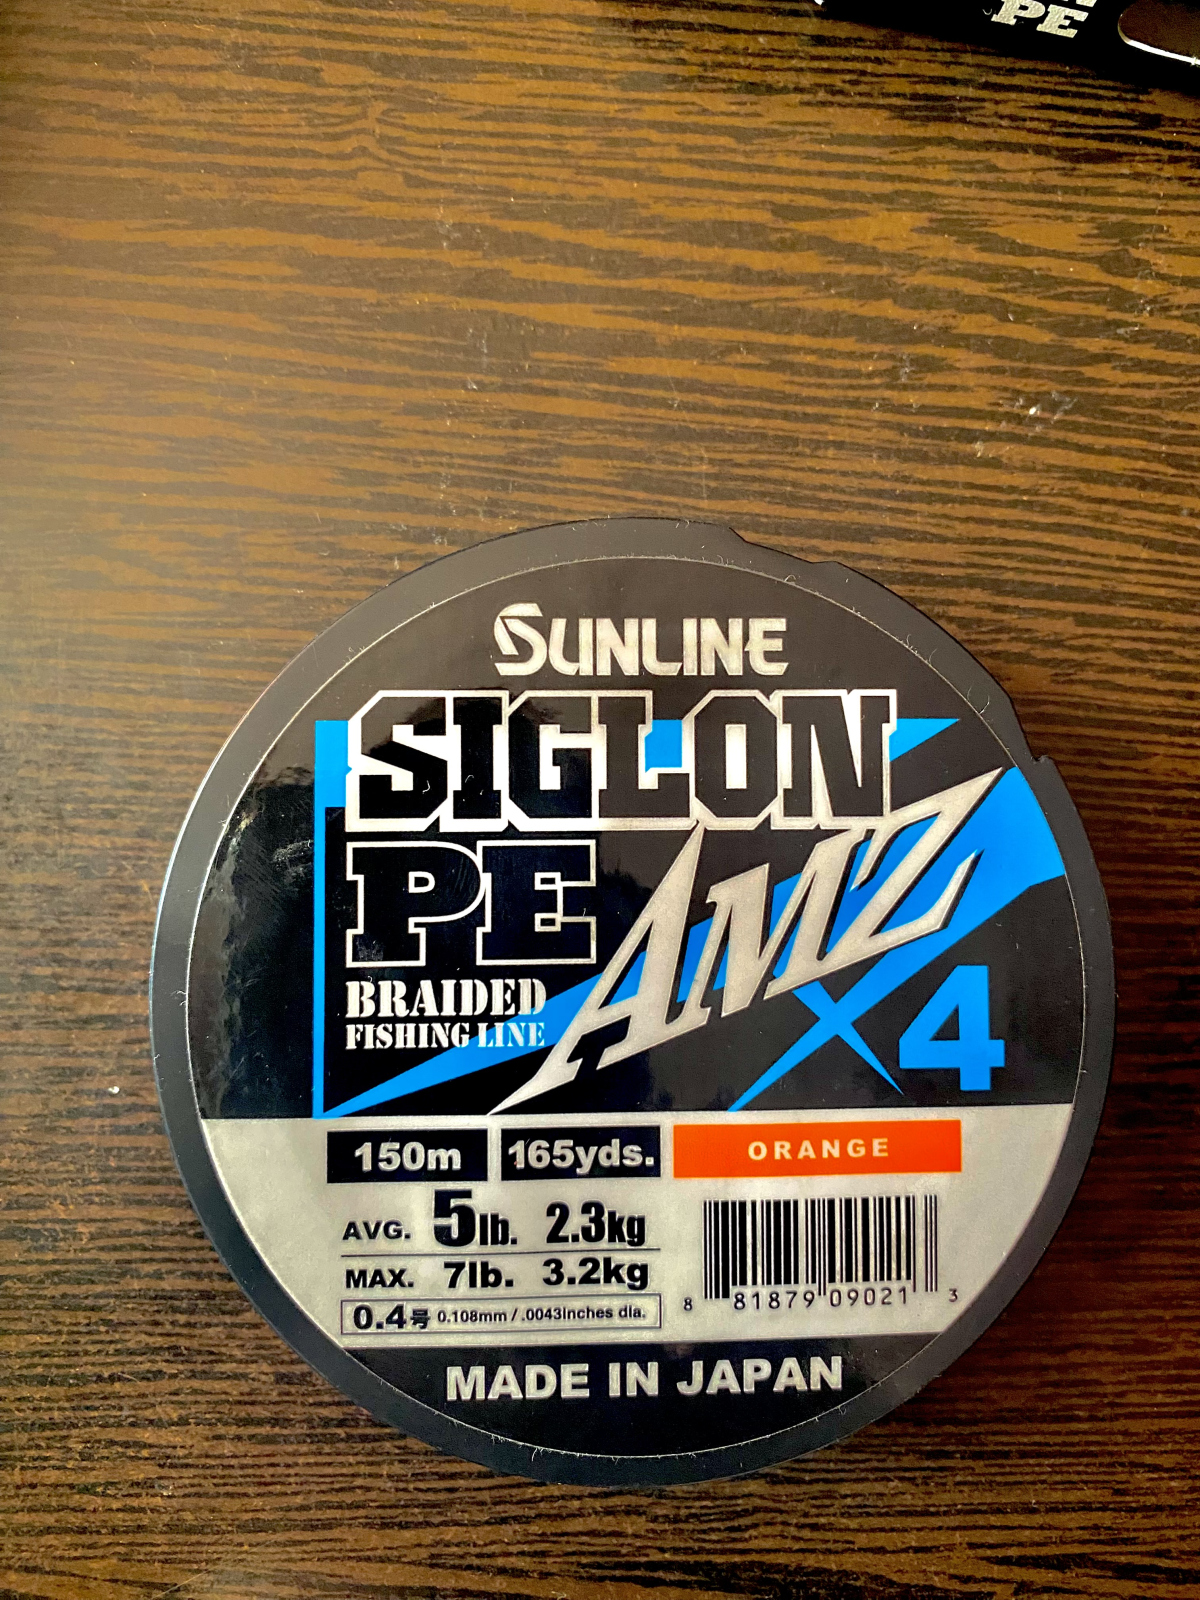 PE
SUNLINE
SIGLON
PE AMZ
BRAIDED
FISHING LINE
X4
150m 165yds. ORANGE
AVG. 5lb. 2.3kg
MAX. 7lb. 3.2kg
0.4号 0.108mm / .0043inches dia.
8 81879 09021 3
MADE IN JAPAN